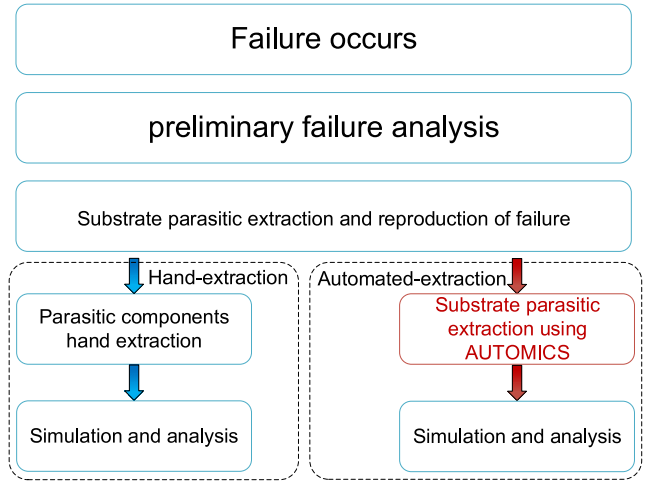 Failure occurs
preliminary failure analysis
Substrate parasitic extraction and reproduction of failure
Hand-extraction
Parasitic components
hand extraction
Simulation and analysis
Automated-extraction
Substrate parasitic
extraction using
AUTOMICS
Simulation and analysis